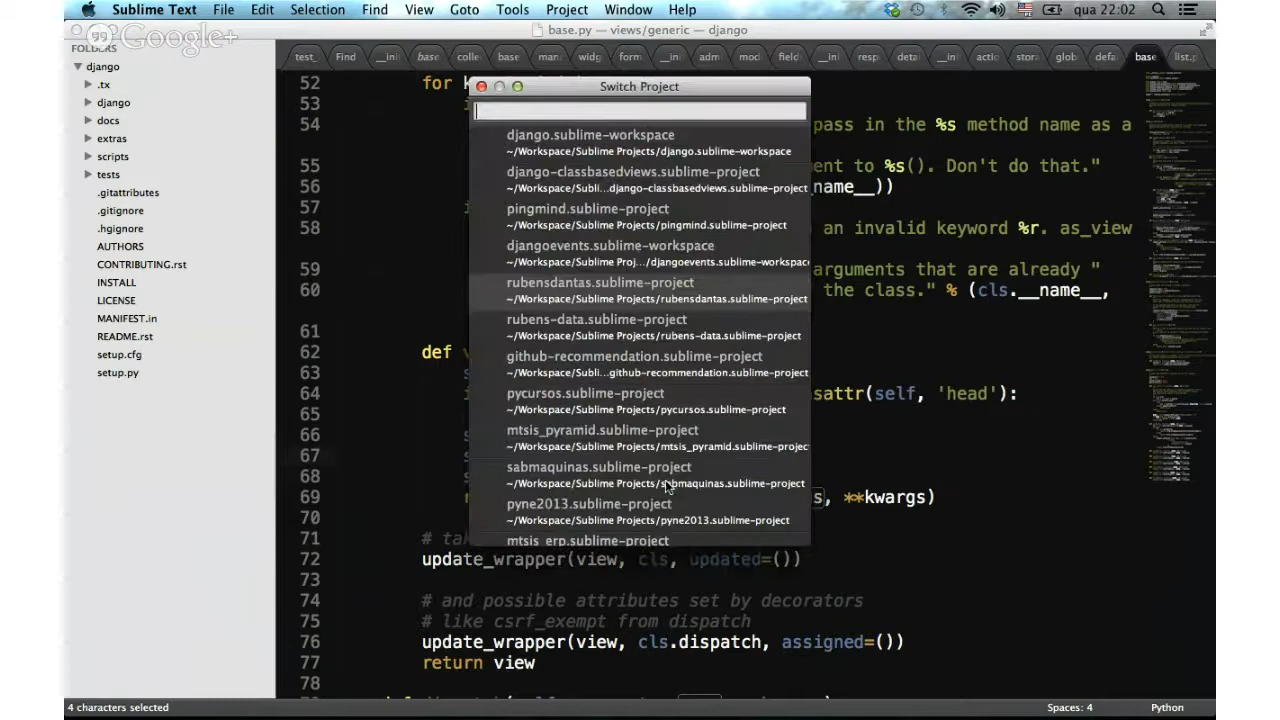 Sublime Text File Edit Selection Find View Goto Tools Project Window Help qua 22:02
Google+
base.py — views/generic — django
FOLDERS
django
.tx
django
docs
extras
scripts
tests
.gitattributes
.gitignore
.hgignore
AUTHORS
CONTRIBUTING.rst
INSTALL
LICENSE
MANIFEST.in
README.rst
setup.cfg
setup.py
test_ Find __ini base colle base man widg form __in adm mod field __ini resp detai __in actio stora glob defa base list.p
Switch Project
django.sublime-workspace
~/Workspace/Sublime Projects/django.sublime-workspace
django-classbasedviews.sublime-project
~/Workspace/Subli...django-classbasedviews.sublime-project
pingmind.sublime-project
~/Workspace/Sublime Projects/pingmind.sublime-project
djangoevents.sublime-workspace
~/Workspace/Sublime Proj.../djangoevents.sublime-workspace
rubensdantas.sublime-project
~/Workspace/Sublime Projects/rubensdantas.sublime-project
rubens-data.sublime-project
~/Workspace/Sublime Projects/rubens-data.sublime-project
github-recommendation.sublime-project
~/Workspace/Subli...github-recommendation.sublime-project
pycursos.sublime-project
~/Workspace/Sublime Projects/pycursos.sublime-project
mtsis_pyramid.sublime-project
~/Workspace/Sublime Projects/mtsis_pyramid.sublime-project
sabmaquinas.sublime-project
~/Workspace/Sublime Projects/sabmaquinas.sublime-project
pyne2013.sublime-project
~/Workspace/Sublime Projects/pyne2013.sublime-project
mtsis_erp.sublime-project
52 for k
53 i
54 pass in the %s method name as a
55 ent to %s(). Don't do that."
56 name__))
57 i
58 an invalid keyword %r. as_view
59 arguments that are already "
60 the class." % (cls.__name__,
61
62 def v
63 s
64 i sattr(self, 'head'):
65
66 s
67 s
68 s
69 r s, **kwargs)
70
71 # ta
72 update_wrapper(view, cls, updated=())
73
74 # and possible attributes set by decorators
75 # like csrf_exempt from dispatch
76 update_wrapper(view, cls.dispatch, assigned=())
77 return view
78
4 characters selected Spaces: 4 Python